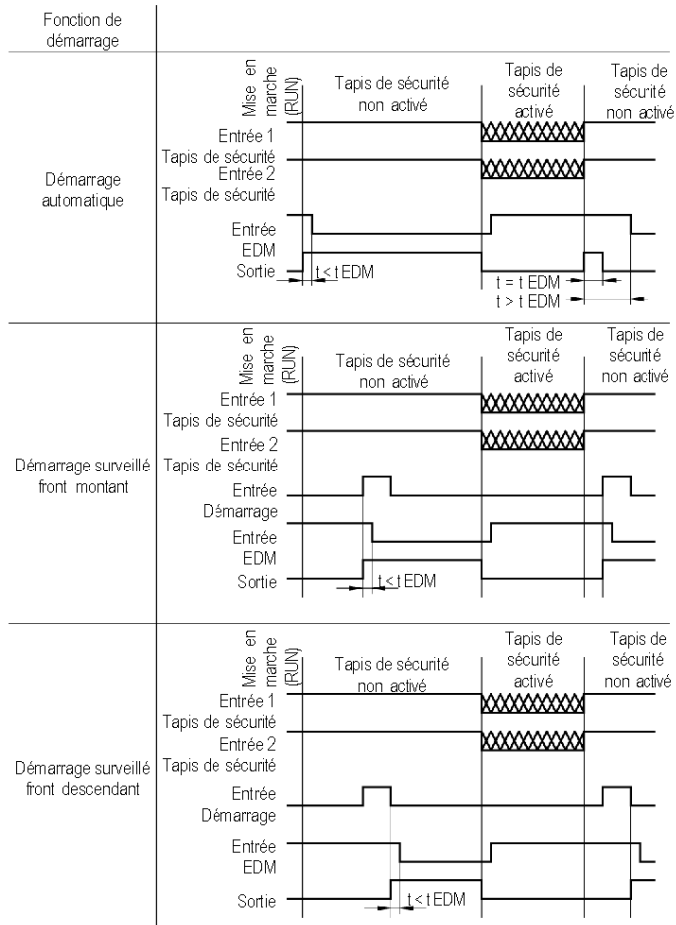 Fonction de
démarrage
Démarrage
automatique
Mise en
marche
(RUN)
Tapis de sécurité
non activé
Tapis de
sécurité
activé
Tapis de
sécurité
non activé
Entrée 1
Tapis de sécurité
Entrée 2
Tapis de sécurité
Entrée
EDM
Sortie
t < t EDM
t = t EDM
t > t EDM
Démarrage surveillé
front montant
Mise en
marche
(RUN)
Tapis de sécurité
non activé
Tapis de
sécurité
activé
Tapis de
sécurité
non activé
Entrée 1
Tapis de sécurité
Entrée 2
Tapis de sécurité
Entrée
Démarrage
Entrée
EDM
Sortie
t < t EDM
Démarrage surveillé
front descendant
Mise en
marche
(RUN)
Tapis de sécurité
non activé
Tapis de
sécurité
activé
Tapis de
sécurité
non activé
Entrée 1
Tapis de sécurité
Entrée 2
Tapis de sécurité
Entrée
Démarrage
Entrée
EDM
Sortie
t < t EDM